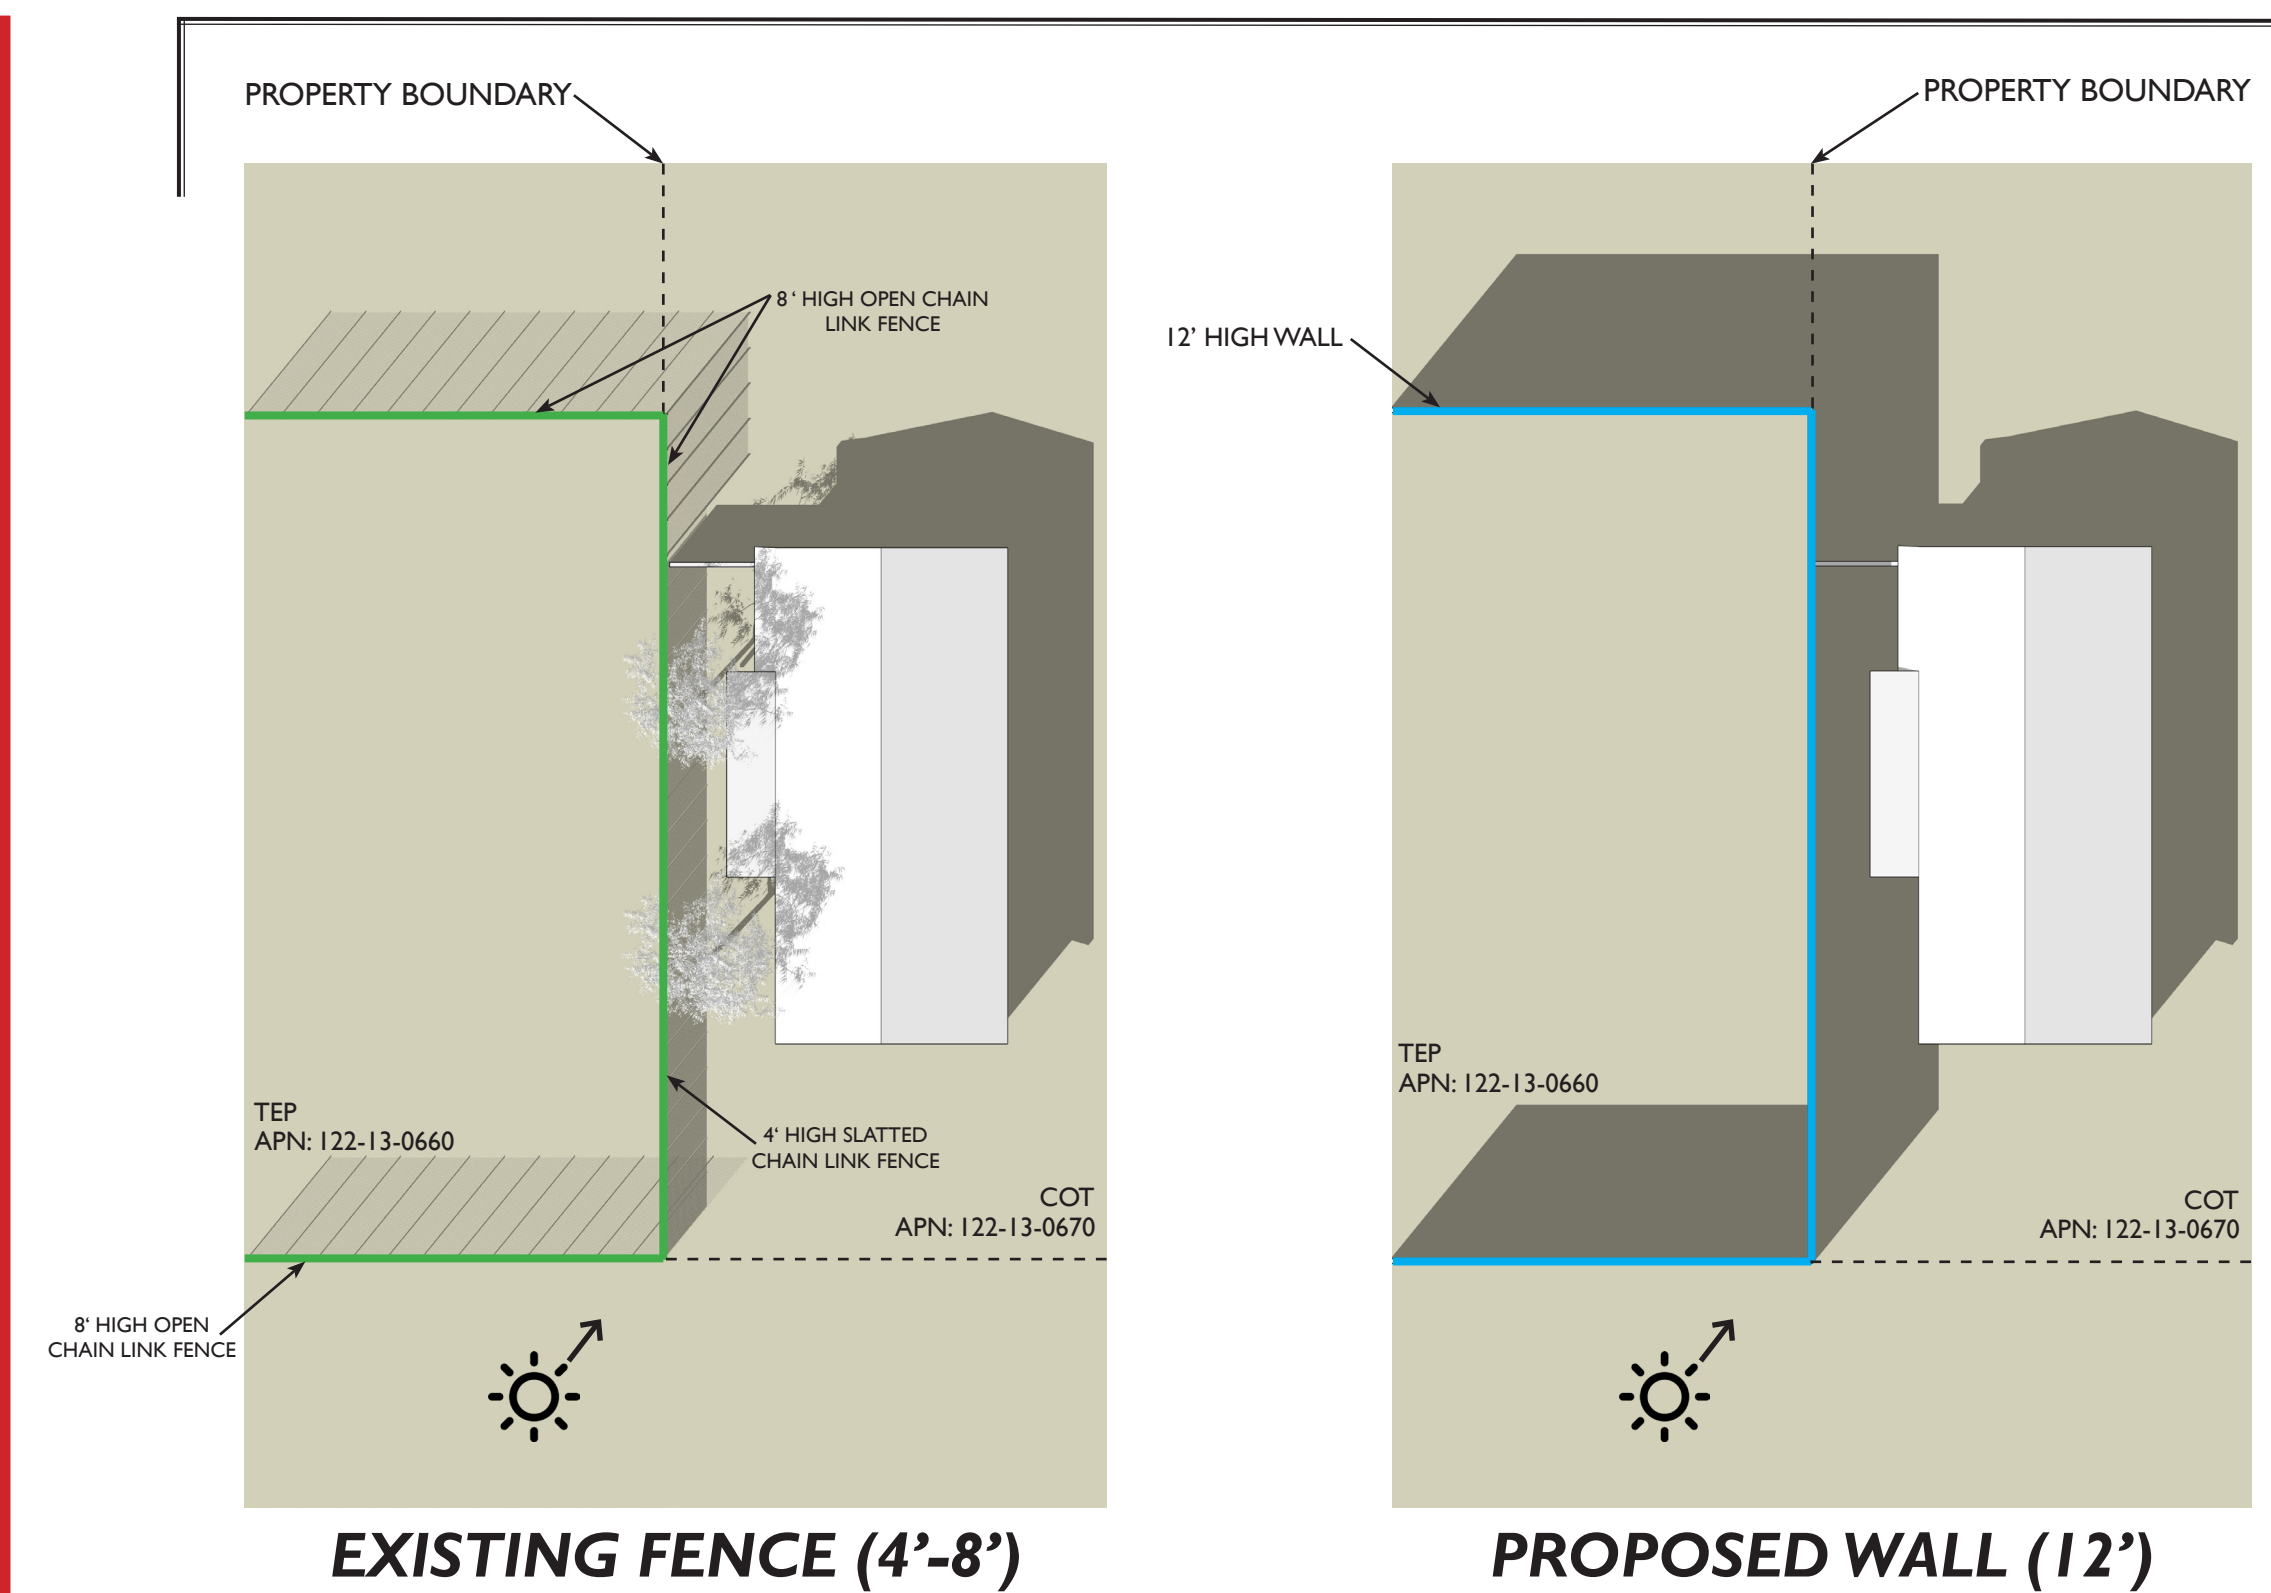 PROPERTY BOUNDARY
8 ‘ HIGH OPEN CHAIN
LINK FENCE
TEP
APN: 122-13-0660
4‘ HIGH SLATTED
CHAIN LINK FENCE
COT
APN: 122-13-0670
8‘ HIGH OPEN
CHAIN LINK FENCE
EXISTING FENCE (4’-8’)
PROPERTY BOUNDARY
12’ HIGH WALL
TEP
APN: 122-13-0660
COT
APN: 122-13-0670
PROPOSED WALL (12’)